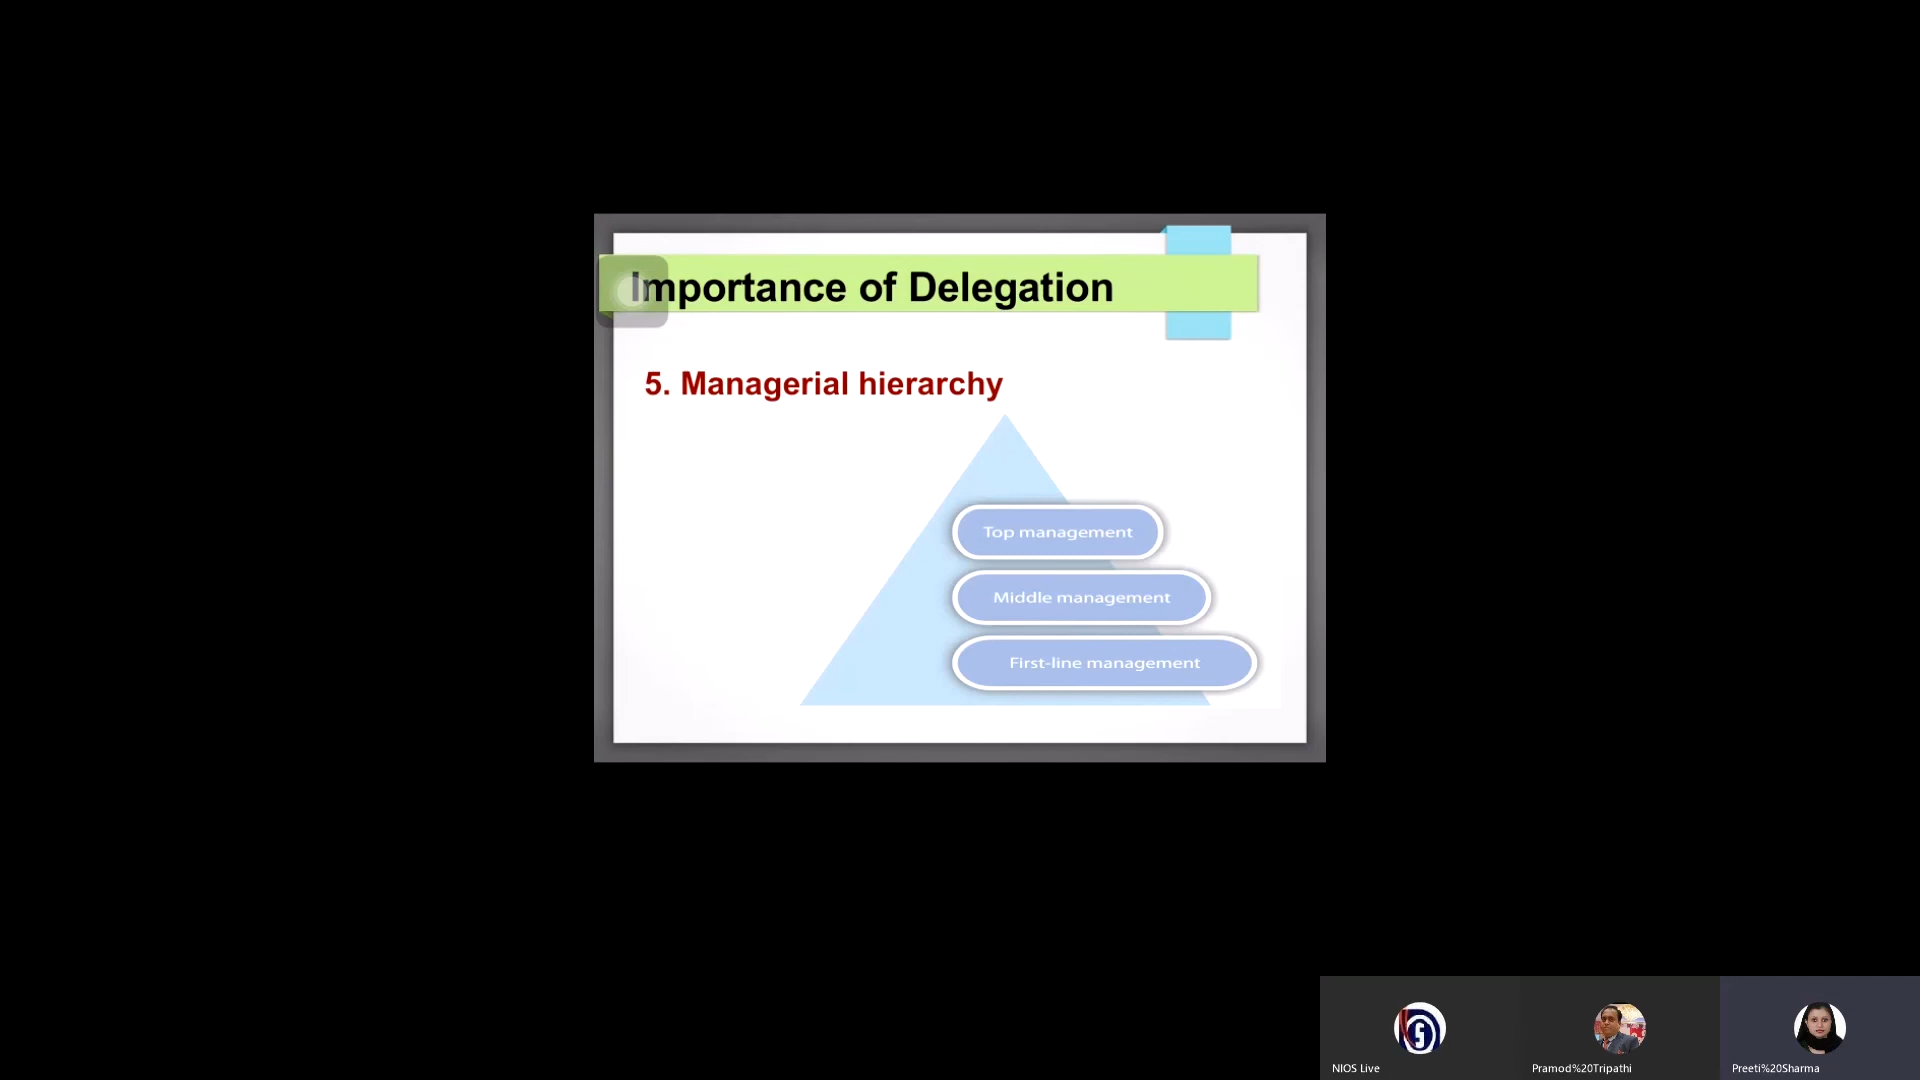 Importance of Delegation
5. Managerial hierarchy
Top management
Middle management
First-line management
NIOS Live
Pramod%20Tripathi
Preeti%20Sharma